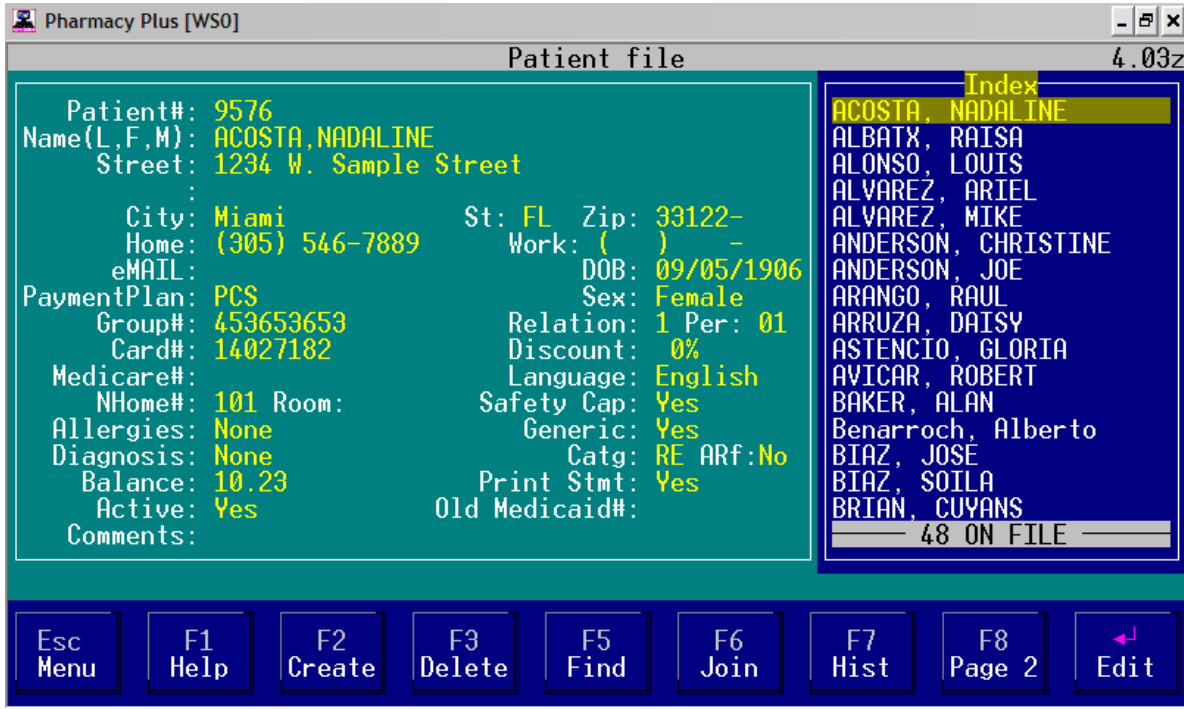 Pharmacy Plus [WS0]
Patient file 4.03z
Patient#: 9576
Name(L,F,M): ACOSTA,NADALINE
Street: 1234 W. Sample Street
:
City: Miami St: FL Zip: 33122-
Home: (305) 546-7889 Work: ( ) -
eMAIL: DOB: 09/05/1906
PaymentPlan: PCS Sex: Female
Group#: 453653653 Relation: 1 Per: 01
Card#: 14027182 Discount: 0%
Medicare#: Language: English
NHome#: 101 Room: Safety Cap: Yes
Allergies: None Generic: Yes
Diagnosis: None Catg: RE ARf:No
Balance: 10.23 Print Stmt: Yes
Active: Yes Old Medicaid#:
Comments:
Index
ACOSTA, NADALINE
ALBATX, RAISA
ALONSO, LOUIS
ALVAREZ, ARIEL
ALVAREZ, MIKE
ANDERSON, CHRISTINE
ANDERSON, JOE
ARANGO, RAUL
ARRUZA, DAISY
ASTENCIO, GLORIA
AVICAR, ROBERT
BAKER, ALAN
Benarroch, Alberto
BIAZ, JOSE
BIAZ, SOILA
BRIAN, CUYANS
48 ON FILE
Esc F1 F2 F3 F5 F6 F7 F8
Menu Help Create Delete Find Join Hist Page 2 Edit